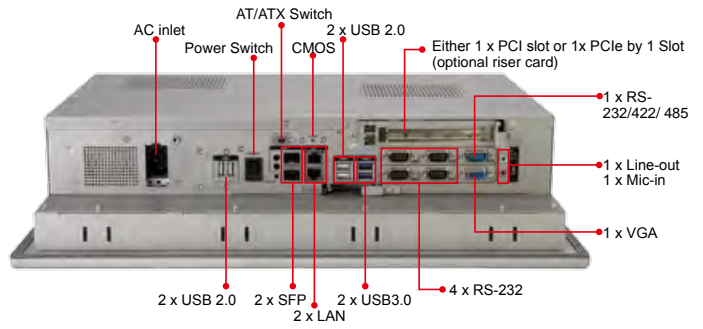 AT/ATX Switch
AC inlet
2 x USB 2.0
Power Switch
CMOS
Either 1 x PCI slot or 1x PCIe by 1 Slot
(optional riser card)
1 x RS-
232/422/ 485
1 x Line-out
1 x Mic-in
1 x VGA
4 x RS-232
2 x USB 2.0
2 x SFP
2 x USB3.0
2 x LAN